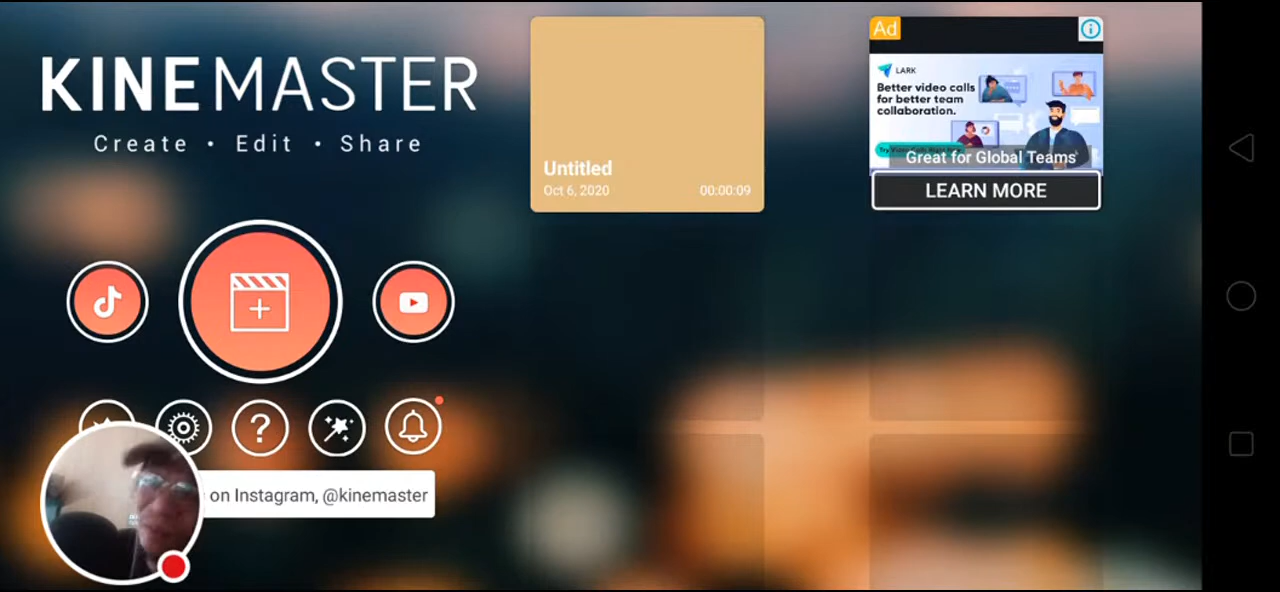 KINEMASTER
Create • Edit • Share
Untitled
Oct 6, 2020
00:00:09
Ad
LARK
Better video calls
for better team
collaboration.
Great for Global Teams
LEARN MORE
on Instagram, @kinemaster